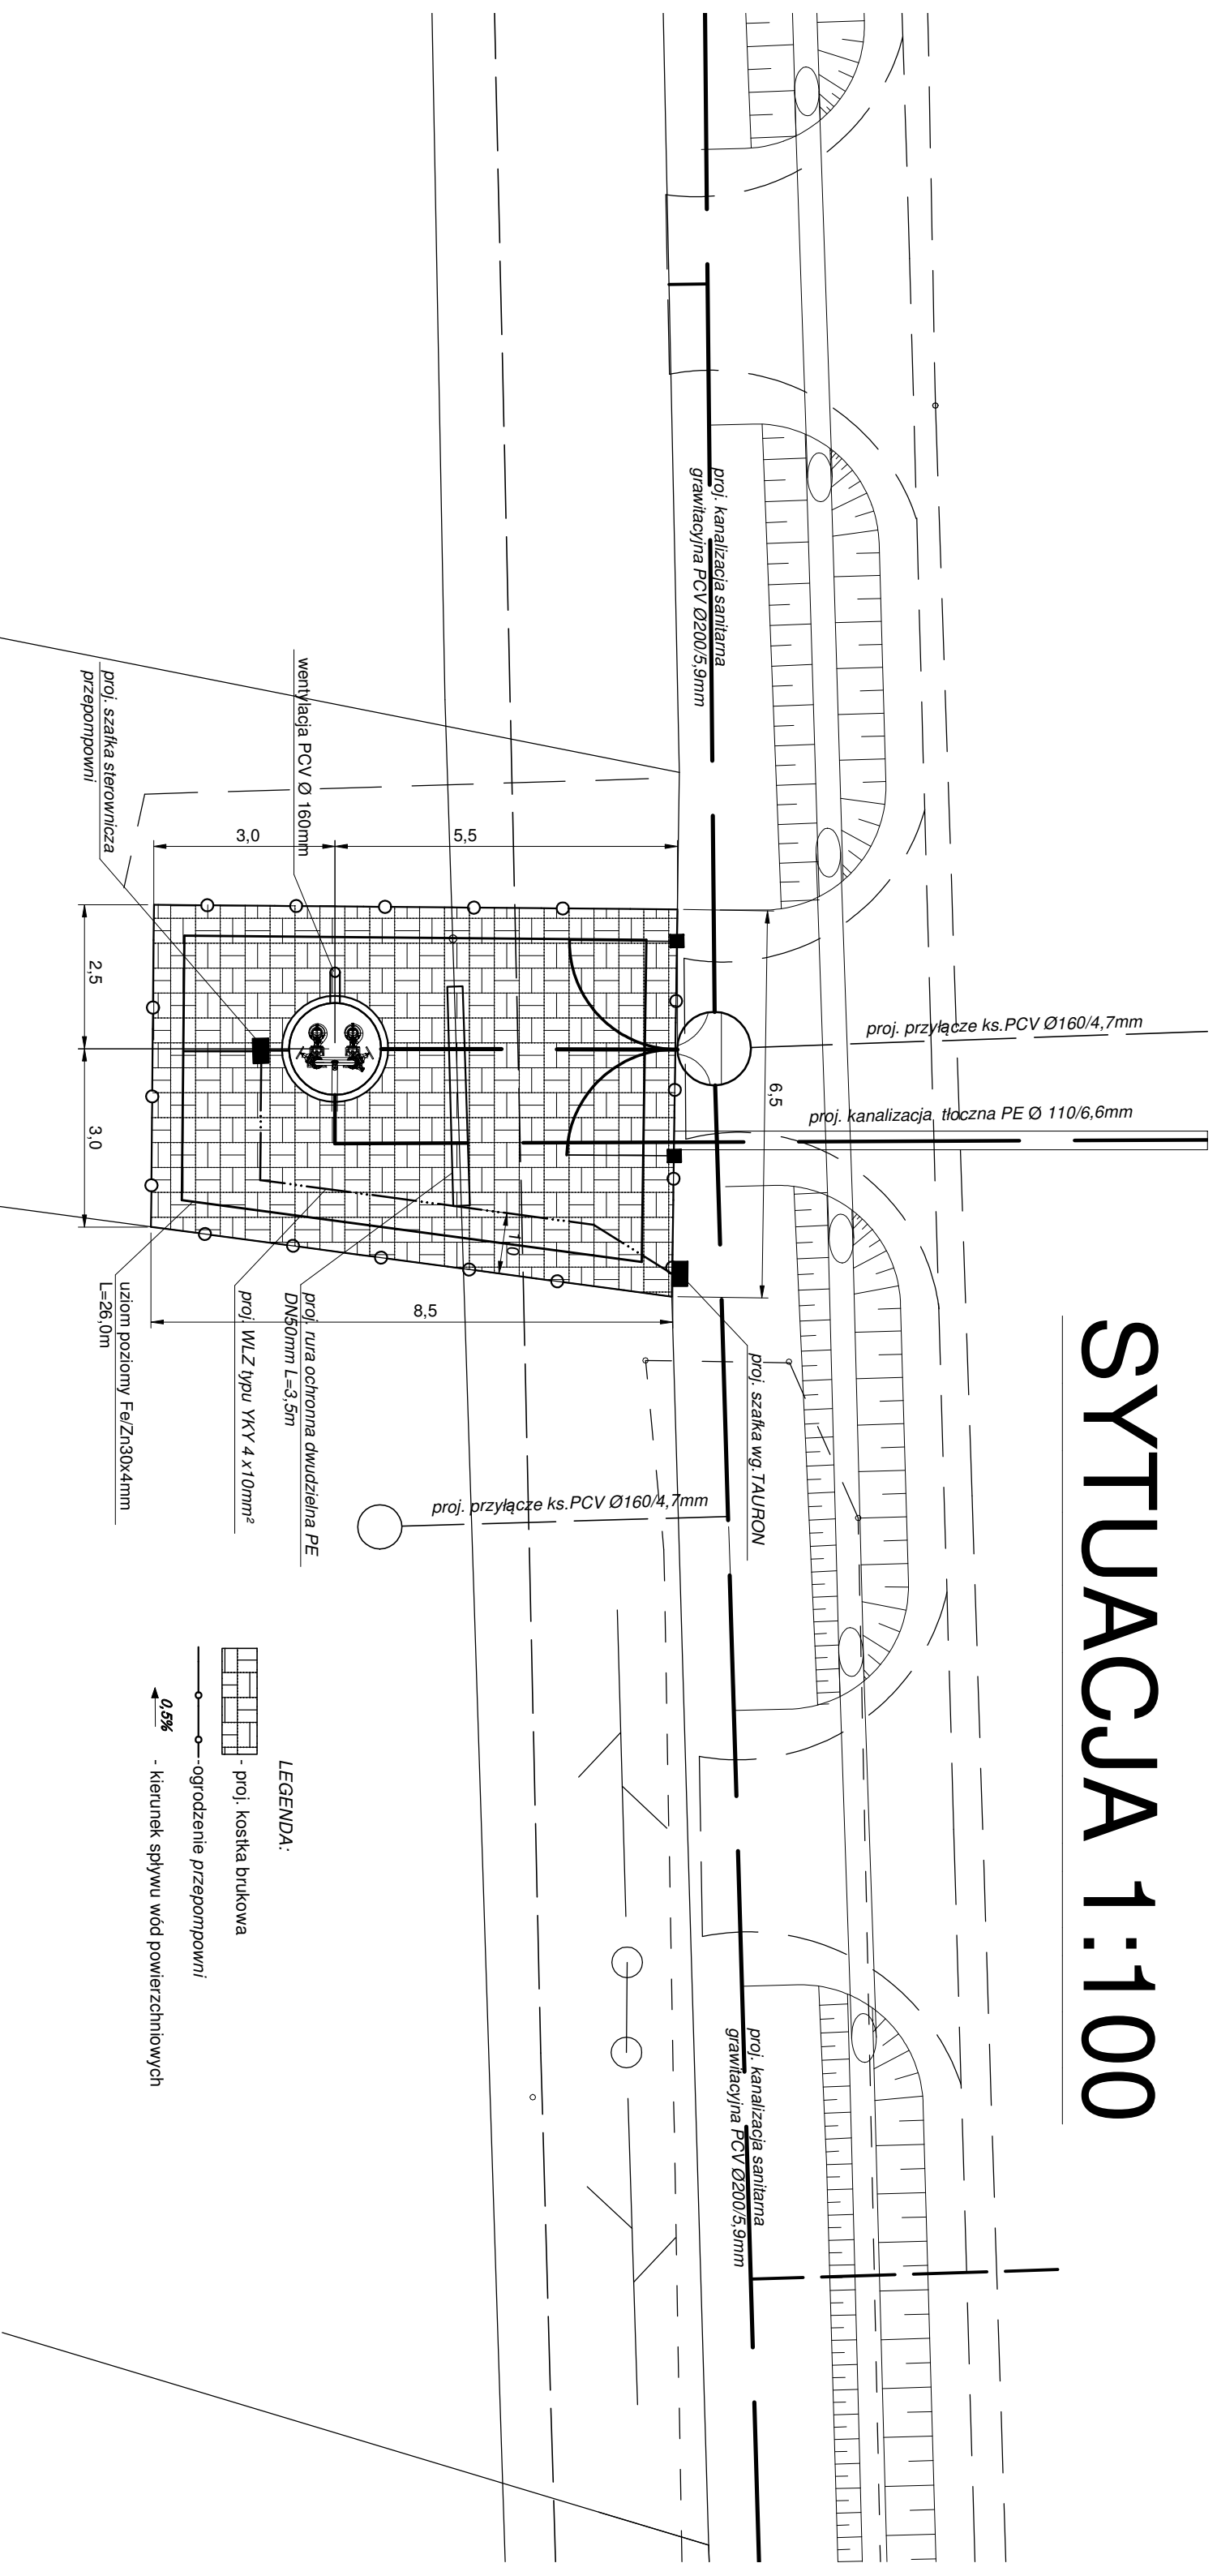 SYTUACJA 1:100
proj. kanalizacja sanitarna
grawitacyjna PCV Ø200/5,9mm
proj. przyłącze ks.PCV Ø160/4,7mm
proj. kanalizacja tłoczna PE Ø 110/6,6mm
wentylacja PCV Ø 160mm
proj. szafka sterownicza
przepompowni
3,0
5,5
2,5
3,0
6,5
1,0
8,5
proj. szafka wg.TAURON
proj. rura ochronna dwudzielna PE
DN50mm L=3,5m
proj. WLZ typu YKY 4 x10mm²
uziom poziomy Fe/Zn30x4mm
L=26,0m
proj. przyłącze ks.PCV Ø160/4,7mm
proj. kanalizacja sanitarna
grawitacyjna PCV Ø200/5,9mm
LEGENDA:
- proj. kostka brukowa
-ogrodzenie przepompowni
0,5%
- kierunek spływu wód powierzchniowych